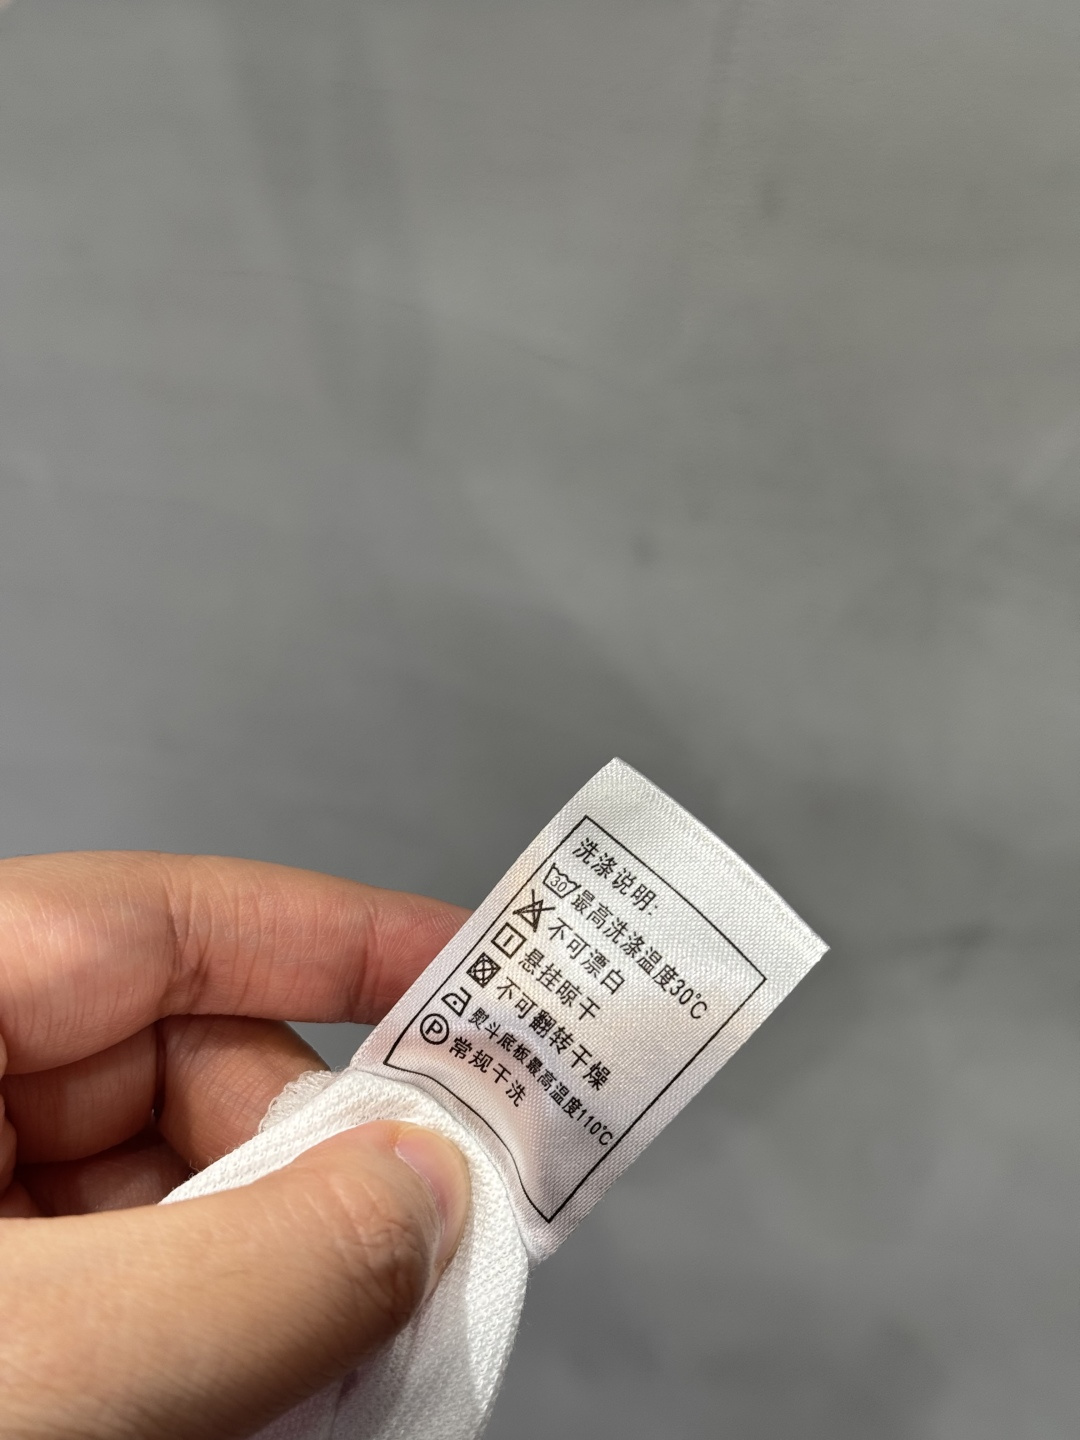 洗涤说明:
30 最高洗涤温度30℃
不可漂白
悬挂晾干
不可翻转干燥
熨斗底板最高温度110℃
P 常规干洗